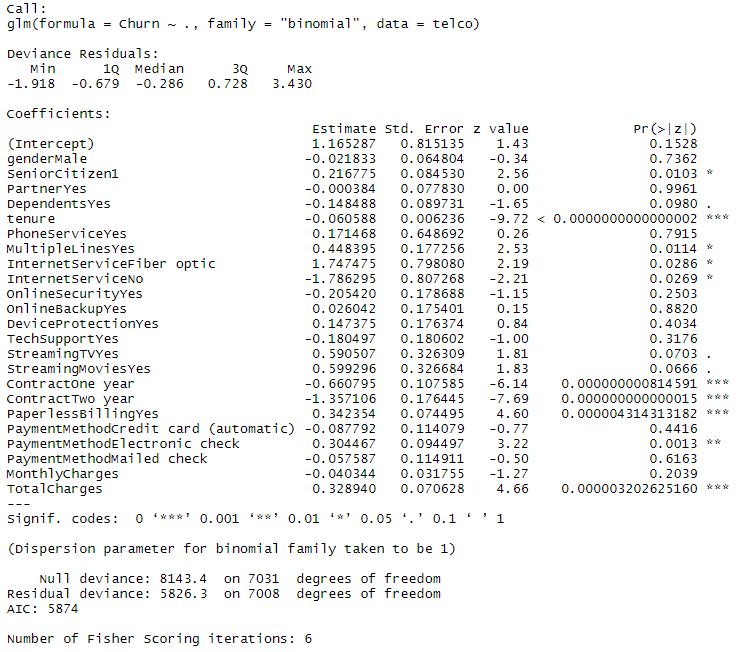 Call:
glm(formula = Churn ~ ., family = "binomial", data = telco)
Deviance Residuals:
Min 1Q Median 3Q Max
-1.918 -0.679 -0.286 0.728 3.430
Coefficients:
Estimate Std. Error z value Pr(>|z|)
(Intercept) 1.165287 0.815135 1.43 0.1528
genderMale -0.021833 0.064804 -0.34 0.7362
SeniorCitizen1 0.216775 0.084530 2.56 0.0103 *
PartnerYes -0.000384 0.077830 0.00 0.9961
DependentsYes -0.148488 0.089731 -1.65 0.0980 .
tenure -0.060588 0.006236 -9.72 < 0.0000000000000002 ***
PhoneServiceYes 0.171468 0.648692 0.26 0.7915
MultipleLinesYes 0.448395 0.177256 2.53 0.0114 *
InternetServiceFiber optic 1.747475 0.798080 2.19 0.0286 *
InternetServiceNo -1.786295 0.807268 -2.21 0.0269 *
OnlineSecurityYes -0.205420 0.178688 -1.15 0.2503
OnlineBackupYes 0.026042 0.175401 0.15 0.8820
DeviceProtectionYes 0.147375 0.176374 0.84 0.4034
TechSupportYes -0.180497 0.180602 -1.00 0.3176
StreamingTVYes 0.590507 0.326309 1.81 0.0703 .
StreamingMoviesYes 0.599296 0.326684 1.83 0.0666 .
ContractOne year -0.660795 0.107585 -6.14 0.000000000814591 ***
ContractTwo year -1.357106 0.176445 -7.69 0.000000000000015 ***
PaperlessBillingYes 0.342354 0.074495 4.60 0.000004314313182 ***
PaymentMethodCredit card (automatic) -0.087792 0.114079 -0.77 0.4416
PaymentMethodElectronic check 0.304467 0.094497 3.22 0.0013 **
PaymentMethodMailed check -0.057587 0.114911 -0.50 0.6163
MonthlyCharges -0.040344 0.031755 -1.27 0.2039
TotalCharges 0.328940 0.070628 4.66 0.000003202625160 ***
---
Signif. codes: 0 ‘***’ 0.001 ‘**’ 0.01 ‘*’ 0.05 ‘.’ 0.1 ‘ ’ 1
(Dispersion parameter for binomial family taken to be 1)
Null deviance: 8143.4 on 7031 degrees of freedom
Residual deviance: 5826.3 on 7008 degrees of freedom
AIC: 5874
Number of Fisher Scoring iterations: 6